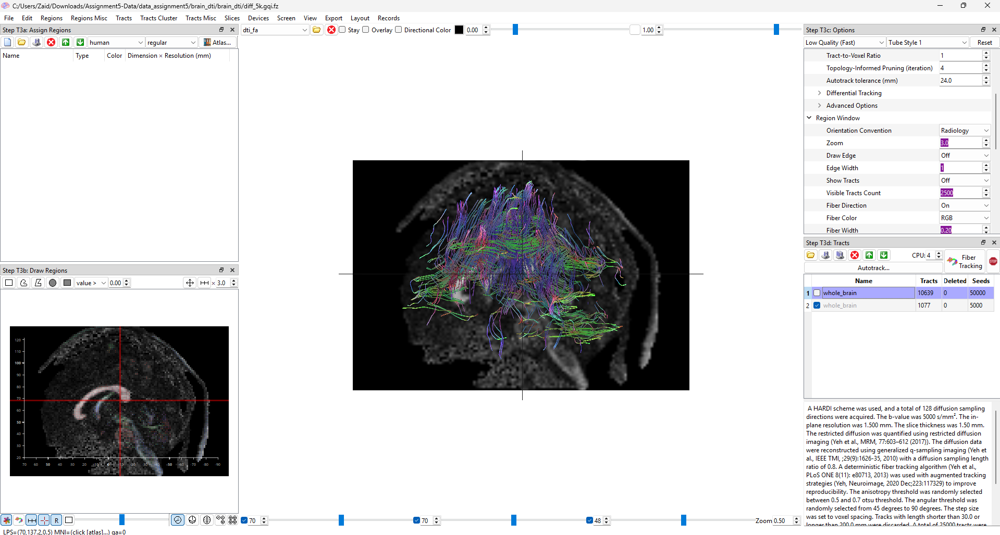 C:/Users/Zaid/Downloads/Assignment5-Data/data_assignment5/brain_dti/brain_dti/diff_5k.gqi.fz
File Edit Regions Regions Misc Tracts Tracts Cluster Tracts Misc Slices Devices Screen View Export Layout Records
Step T3a: Assign Regions
human regular Atlas...
Name Type Color Dimension × Resolution (mm)
dti_fa Stay Overlay Directional Color 0.00 1.00
Step T3b: Draw Regions
value > 0.00 × 3.0
120
110
100
90
80
70
60
50
40
30
20
70 60 50 40 30 20 10 0 -10 -20 -30 -40 -50 -60 -70 -80 -90
R
70 70 48 Zoom 0.50
LPS=(70,137.2,0.5) MNI=(click [atlas]...) qa=0
Step T3c: Options
Low Quality (Fast) Tube Style 1 Reset
Tract-to-Voxel Ratio 1
Topology-Informed Pruning (iteration) 4
Autotrack tolerance (mm) 24.0
Differential Tracking
Advanced Options
Region Window
Orientation Convention Radiology
Zoom 3.0
Draw Edge Off
Edge Width 1
Show Tracts Off
Visible Tracts Count 2500
Fiber Direction On
Fiber Color RGB
Fiber Width 0.20
Step T3d: Tracts
CPU: 4 Fiber Tracking STOP
Autotrack...
Name Tracts Deleted Seeds
1 whole_brain 10639 0 50000
2 whole_brain 1077 0 5000
A HARDI scheme was used, and a total of 128 diffusion sampling
directions were acquired. The b-value was 5000 s/mm². The in-
plane resolution was 1.500 mm. The slice thickness was 1.50 mm.
The restricted diffusion was quantified using restricted diffusion
imaging (Yeh et al., MRM, 77:603–612 (2017)). The diffusion data
were reconstructed using generalized q-sampling imaging (Yeh et
al., IEEE TMI, ;29(9):1626-35, 2010) with a diffusion sampling length
ratio of 0.8. A deterministic fiber tracking algorithm (Yeh et al.,
PLoS ONE 8(11): e80713, 2013) was used with augmented tracking
strategies (Yeh, Neuroimage, 2020 Dec;223:117329) to improve
reproducibility. The anisotropy threshold was randomly selected
between 0.5 and 0.7 otsu threshold. The angular threshold was
randomly selected from 45 degrees to 90 degrees. The step size
was set to voxel spacing. Tracks with length shorter than 30.0 or
longer than 200.0 mm were discarded. A total of 25000 tracts were